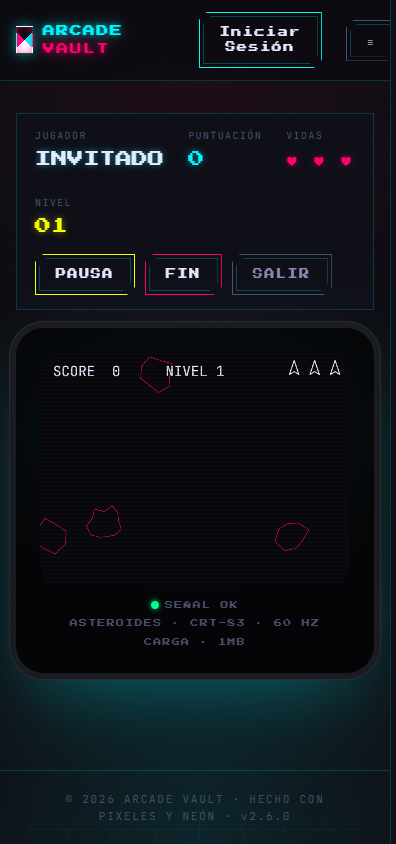 ARCADE
VAULT
Iniciar
Sesión
≡
JUGADOR
INVITADO
PUNTUACIÓN
0
VIDAS
♥ ♥ ♥
NIVEL
01
PAUSA
FIN
SALIR
SCORE 0
NIVEL 1
SEÑAL OK
ASTEROIDES · CRT-83 · 60 HZ
CARGA · 1MB
© 2026 ARCADE VAULT · HECHO CON
PIXELES Y NEÓN · v2.6.0